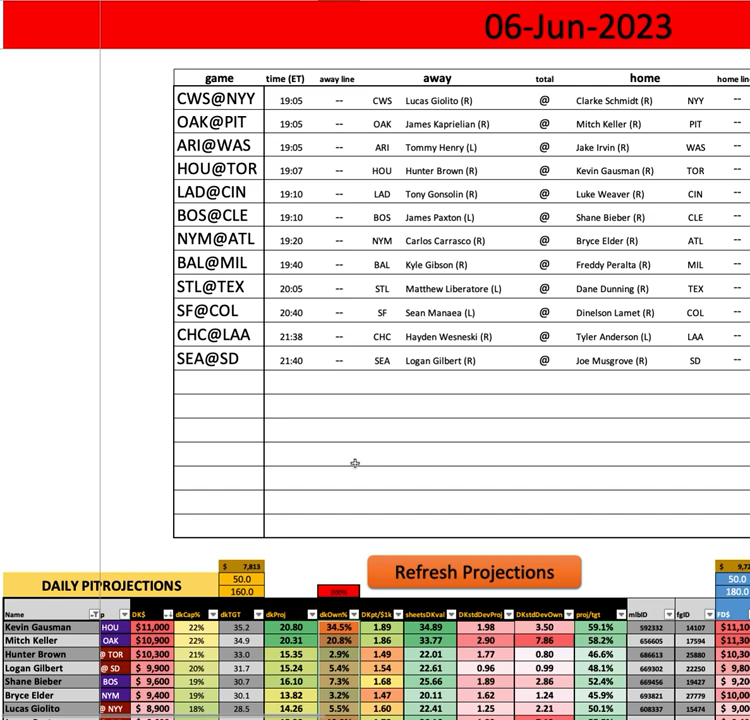 06-Jun-2023
game time (ET) away line away total home home lin
CWS@NYY 19:05 -- CWS Lucas Giolito (R) @ Clarke Schmidt (R) NYY --
OAK@PIT 19:05 -- OAK James Kaprielian (R) @ Mitch Keller (R) PIT --
ARI@WAS 19:05 -- ARI Tommy Henry (L) @ Jake Irvin (R) WAS --
HOU@TOR 19:07 -- HOU Hunter Brown (R) @ Kevin Gausman (R) TOR --
LAD@CIN 19:10 -- LAD Tony Gonsolin (R) @ Luke Weaver (R) CIN --
BOS@CLE 19:10 -- BOS James Paxton (L) @ Shane Bieber (R) CLE --
NYM@ATL 19:20 -- NYM Carlos Carrasco (R) @ Bryce Elder (R) ATL --
BAL@MIL 19:40 -- BAL Kyle Gibson (R) @ Freddy Peralta (R) MIL --
STL@TEX 20:05 -- STL Matthew Liberatore (L) @ Dane Dunning (R) TEX --
SF@COL 20:40 -- SF Sean Manaea (L) @ Dinelson Lamet (R) COL --
CHC@LAA 21:38 -- CHC Hayden Wesneski (R) @ Tyler Anderson (L) LAA --
SEA@SD 21:40 -- SEA Logan Gilbert (R) @ Joe Musgrove (R) SD --
$ 7,813 Refresh Projections $ 9,72
DAILY PITROJECTIONS 50.0 50.0
160.0 180.0
Name p DK$ dkCap% dkTGT dkProj dkOwn% DKpt/$1k sheetsDKval DKstdDevProj DKstdDevOwn proj/tgt mlbID fgID FD$
Kevin Gausman HOU $11,000 22% 35.2 20.80 34.5% 1.89 34.89 1.98 3.50 59.1% 592332 14107 $11,10
Mitch Keller OAK $10,900 22% 34.9 20.31 20.8% 1.86 33.77 2.90 7.86 58.2% 656605 17594 $11,30
Hunter Brown @ TOR $10,300 21% 33.0 15.35 2.9% 1.49 22.01 1.77 0.80 46.6% 686613 25880 $10,30
Logan Gilbert @ SD $ 9,900 20% 31.7 15.24 5.4% 1.54 22.61 0.96 0.99 48.1% 669302 22250 $ 9,80
Shane Bieber BOS $ 9,600 19% 30.7 16.10 7.3% 1.68 25.66 1.89 2.86 52.4% 669456 19427 $ 9,20
Bryce Elder NYM $ 9,400 19% 30.1 13.82 3.2% 1.47 20.11 1.62 1.24 45.9% 693821 27779 $10,00
Lucas Giolito @ NYY $ 8,900 18% 28.5 14.26 5.5% 1.60 22.41 1.25 2.21 50.1% 608337 15474 $ 9,00